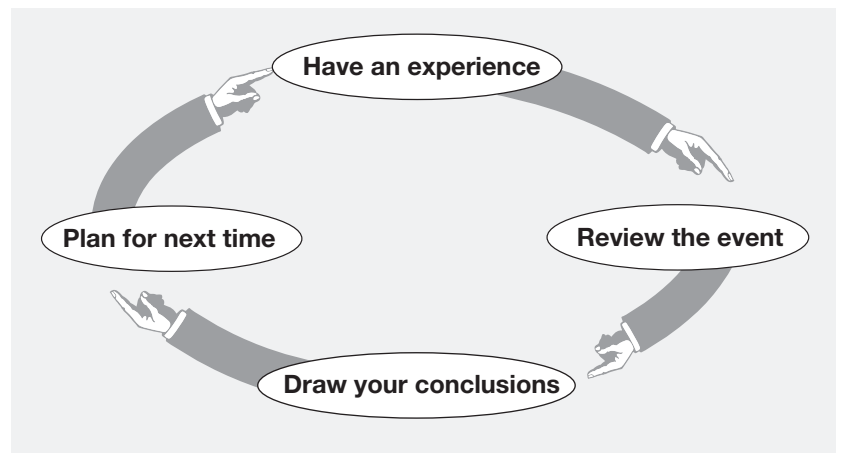 Have an experience
Plan for next time
Review the event
Draw your conclusions